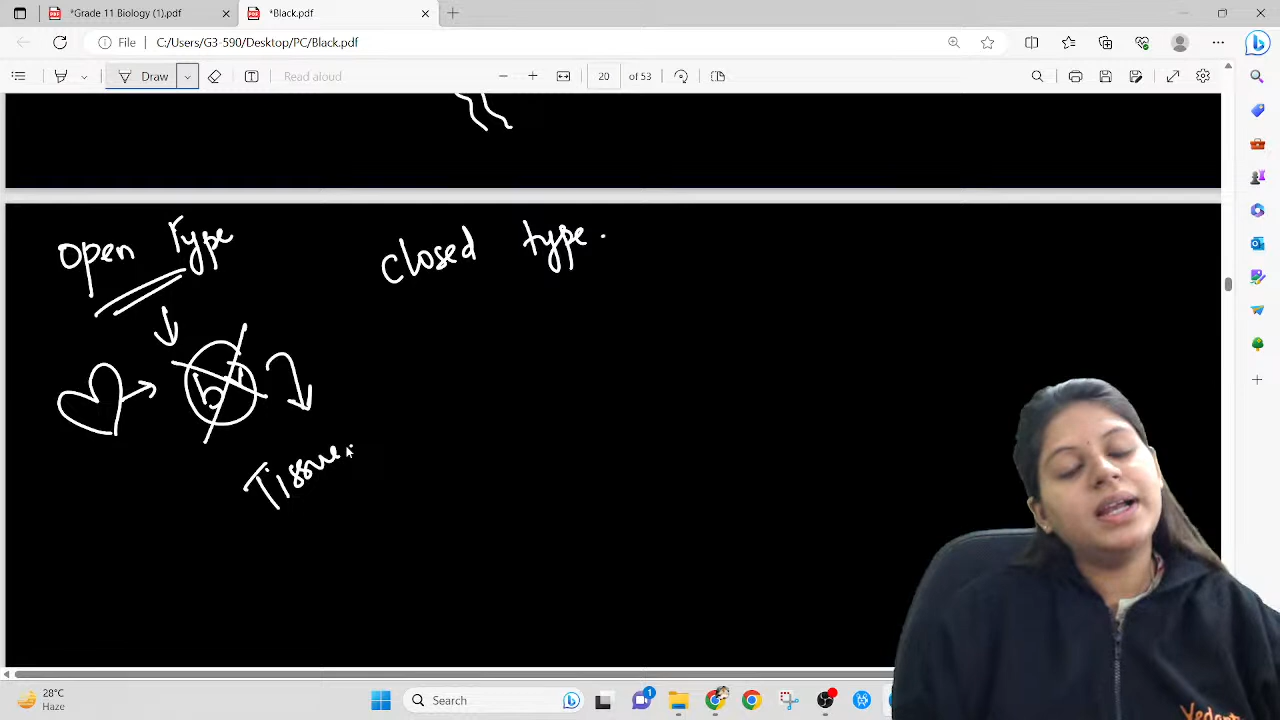 *Grade 11 Biology (1).pdf
*Black.pdf
File C:/Users/G3-590/Desktop/PC/Black.pdf
Draw
Read aloud
20 of 53
open Type
closed type.
Tissue
28°C
Haze
Search
1